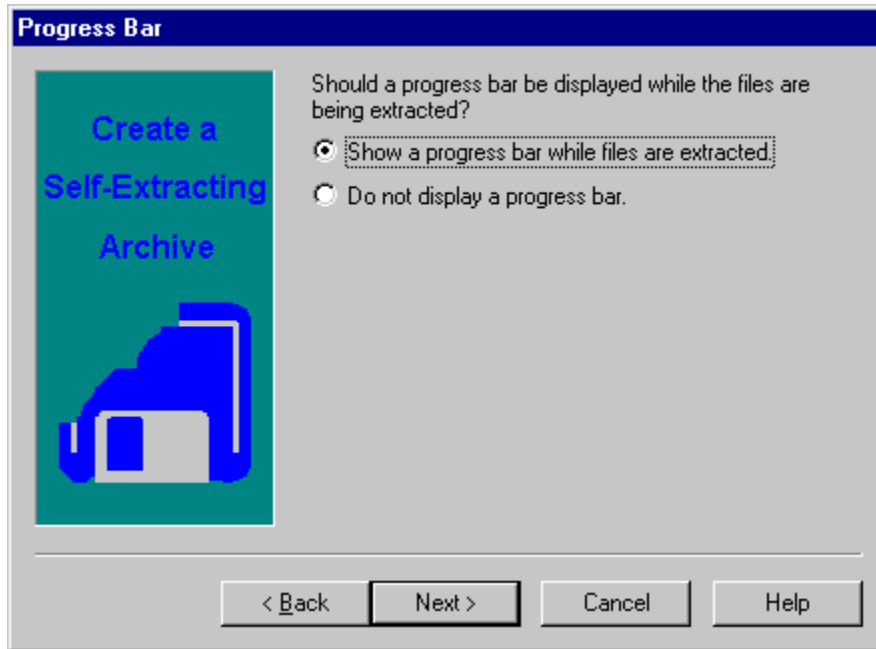 Progress Bar
Create a
Self-Extracting
Archive
Should a progress bar be displayed while the files are
being extracted?
Show a progress bar while files are extracted.
Do not display a progress bar.
< Back
Next >
Cancel
Help